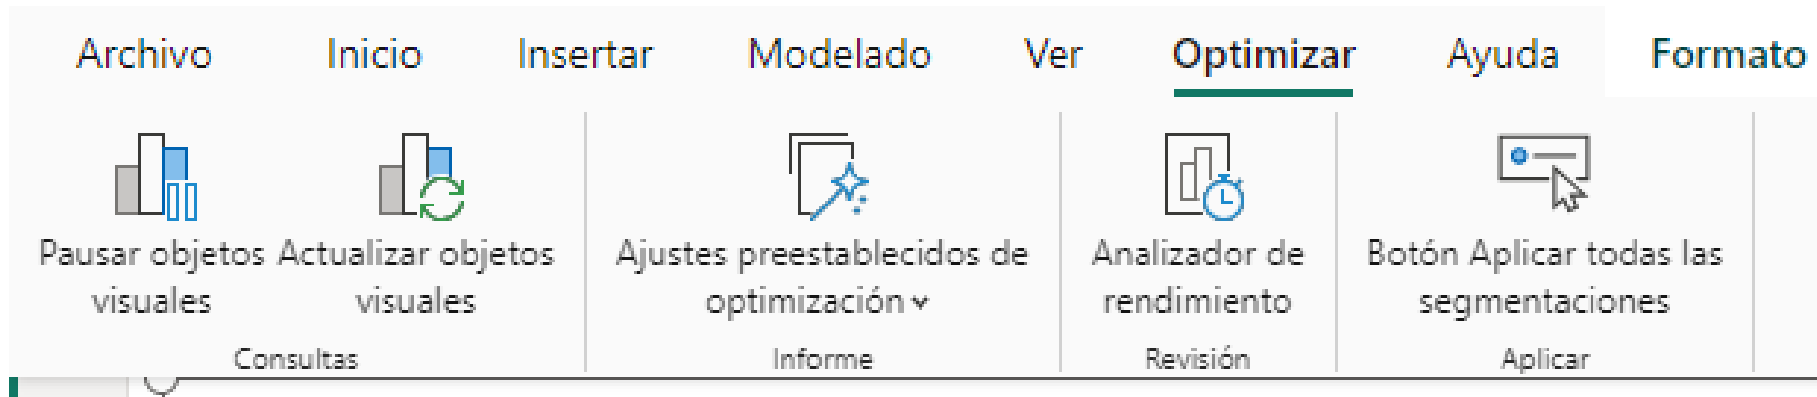 Archivo Inicio Insertar Modelado Ver Optimizar Ayuda Formato
Pausar objetos visuales
Actualizar objetos visuales
Consultas
Ajustes preestablecidos de optimización
Informe
Analizador de rendimiento
Revisión
Botón Aplicar todas las segmentaciones
Aplicar